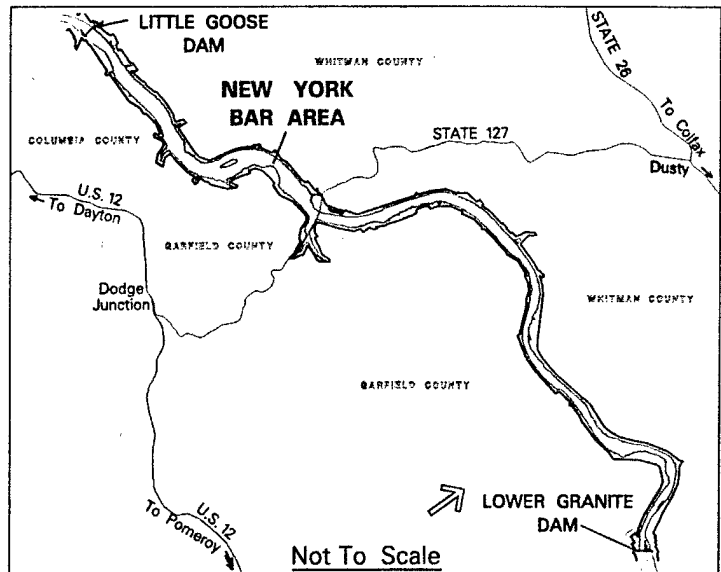 LITTLE GOOSE
DAM
WHITMAN COUNTY
STATE 26
NEW YORK
BAR AREA
To Colfax
STATE 127
COLUMBIA COUNTY
Dusty
U.S. 12
To Dayton
GARFIELD COUNTY
Dodge
Junction
WHITMAN COUNTY
GARFIELD COUNTY
LOWER GRANITE
DAM
U.S. 12
To Pomeroy
Not To Scale